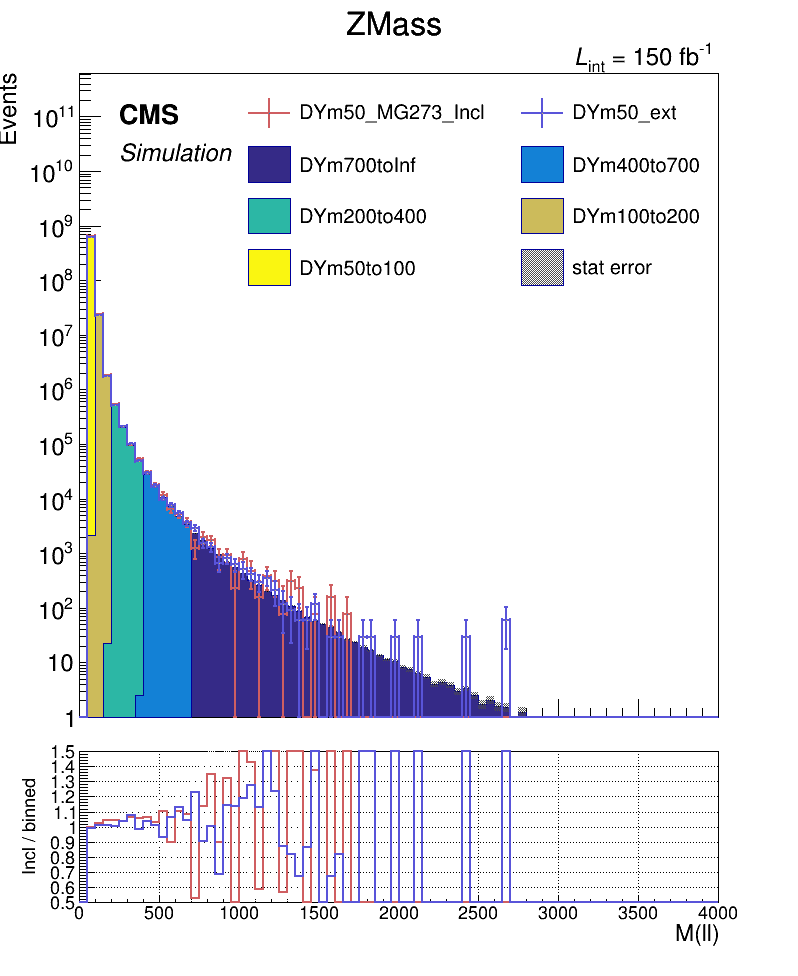 ZMass
L_int = 150 fb^-1
Events
CMS
Simulation
DYm50_MG273_Incl
DYm50_ext
DYm700toInf
DYm400to700
DYm200to400
DYm100to200
DYm50to100
stat error
10^11
10^10
10^9
10^8
10^7
10^6
10^5
10^4
10^3
10^2
10
1
Incl / binned
1.5
1.4
1.3
1.2
1.1
1
0.9
0.8
0.7
0.6
0.5
0 500 1000 1500 2000 2500 3000 3500 4000
M(ll)